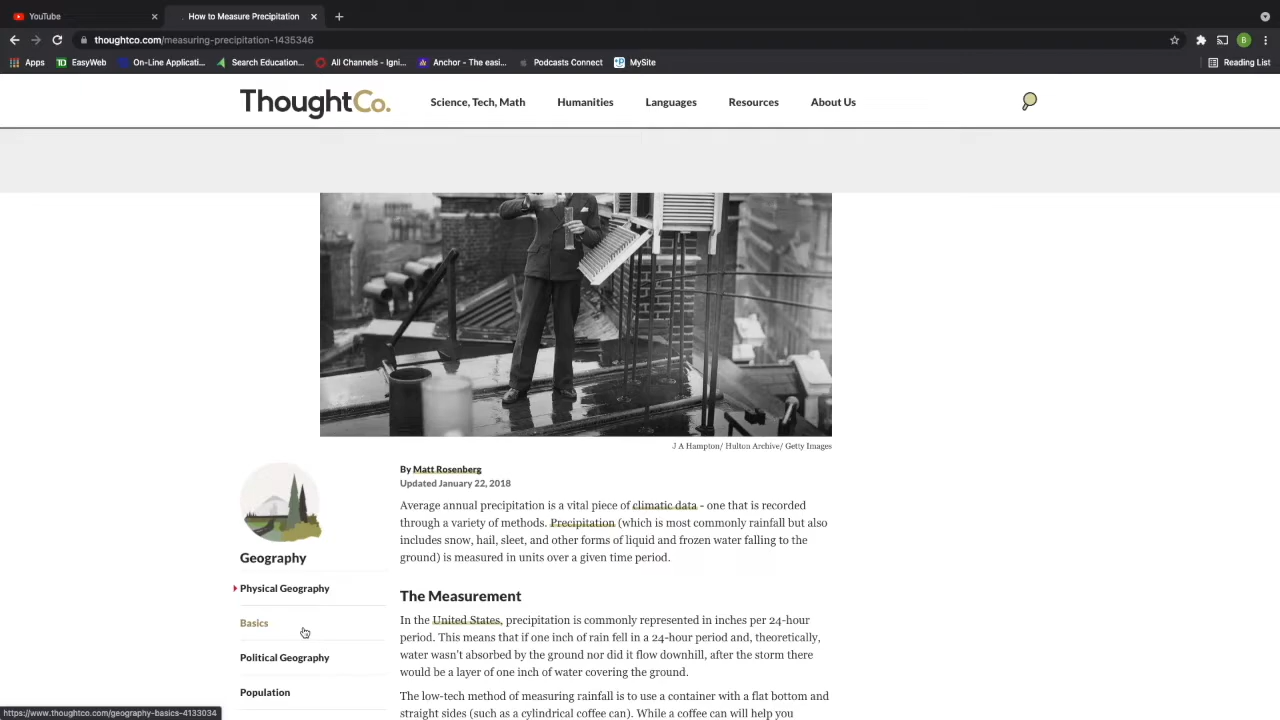 YouTube
How to Measure Precipitation
thoughtco.com/measuring-precipitation-1435346
B
Apps
TD EasyWeb
On-Line Applicati...
Search Education...
All Channels - Igni...
Anchor - The easi...
Podcasts Connect
MySite
Reading List
ThoughtCo.
Science, Tech, Math
Humanities
Languages
Resources
About Us
J A Hampton/ Hulton Archive/ Getty Images
By Matt Rosenberg
Updated January 22, 2018
Average annual precipitation is a vital piece of climatic data - one that is recorded
through a variety of methods. Precipitation (which is most commonly rainfall but also
includes snow, hail, sleet, and other forms of liquid and frozen water falling to the
ground) is measured in units over a given time period.
Geography
Physical Geography
Basics
Political Geography
Population
The Measurement
In the United States, precipitation is commonly represented in inches per 24-hour
period. This means that if one inch of rain fell in a 24-hour period and, theoretically,
water wasn't absorbed by the ground nor did it flow downhill, after the storm there
would be a layer of one inch of water covering the ground.
The low-tech method of measuring rainfall is to use a container with a flat bottom and
straight sides (such as a cylindrical coffee can). While a coffee can will help you
https://www.thoughtco.com/geography-basics-4133034